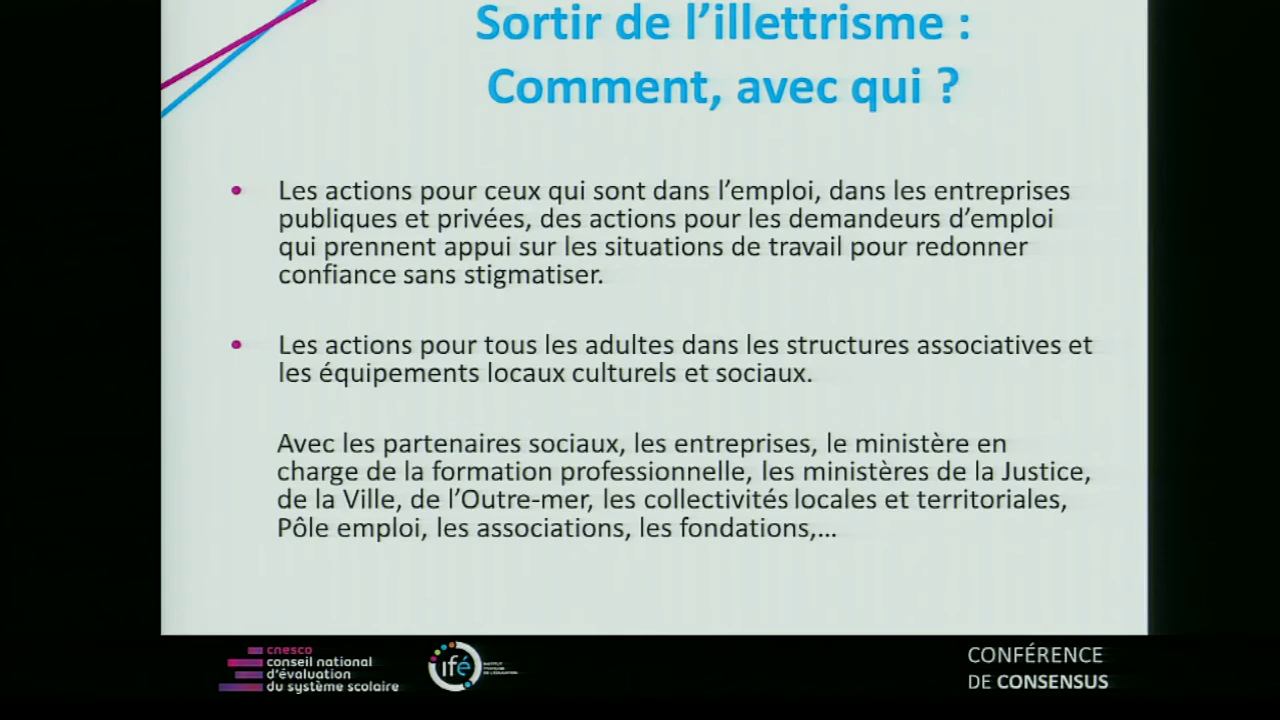 Sortir de l’illettrisme :
Comment, avec qui ?
• Les actions pour ceux qui sont dans l’emploi, dans les entreprises
publiques et privées, des actions pour les demandeurs d’emploi
qui prennent appui sur les situations de travail pour redonner
confiance sans stigmatiser.
• Les actions pour tous les adultes dans les structures associatives et
les équipements locaux culturels et sociaux.
Avec les partenaires sociaux, les entreprises, le ministère en
charge de la formation professionnelle, les ministères de la Justice,
de la Ville, de l’Outre-mer, les collectivités locales et territoriales,
Pôle emploi, les associations, les fondations,…
cnesco
conseil national
d’évaluation
du système scolaire
ifé
INSTITUT
FRANÇAIS
DE L’ÉDUCATION
CONFÉRENCE
DE CONSENSUS